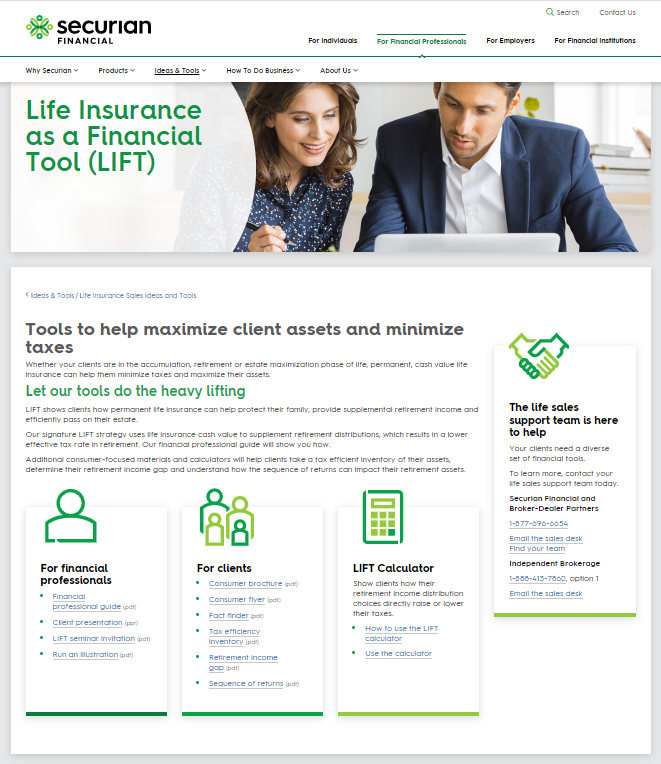 securian
FINANCIAL
Search
Contact Us
For Individuals
For Financial Professionals
For Employers
For Financial Institutions
Why Securian
Products
Ideas & Tools
How To Do Business
About Us
Life Insurance
as a Financial
Tool (LIFT)
Ideas & Tools / Life Insurance Sales Ideas and Tools
Tools to help maximize client assets and minimize
taxes
Whether your clients are in the accumulation, retirement or estate maximization phase of life, permanent, cash value life
insurance can help them minimize taxes and maximize their assets.
Let our tools do the heavy lifting
LIFT shows clients how permanent life insurance can help protect their family, provide supplemental retirement income and
efficiently pass on their estate.
Our signature LIFT strategy uses life insurance cash value to supplement retirement distributions, which results in a lower
effective tax rate in retirement. Our financial professional guide will show you how.
Additional consumer-focused materials and calculators will help clients take a tax efficient inventory of their assets,
determine their retirement income gap and understand how the sequence of returns can impact their retirement assets.
For financial
professionals
Financial
professional guide (pdf)
Client presentation (ppt)
LIFT seminar invitation (pdf)
Run an illustration (pdf)
For clients
Consumer brochure (pdf)
Consumer flyer (pdf)
Fact finder (pdf)
Tax efficiency
inventory (pdf)
Retirement income
gap (pdf)
Sequence of returns (pdf)
LIFT Calculator
Show clients how their
retirement income distribution
choices directly raise or lower
their taxes.
How to use the LIFT
calculator
Use the calculator
The life sales
support team is here
to help
Your clients need a diverse
set of financial tools.
To learn more, contact your
life sales support team today.
Securian Financial and
Broker-Dealer Partners
1-877-696-6654
Email the sales desk
Find your team
Independent Brokerage
1-888-413-7860, option 1
Email the sales desk